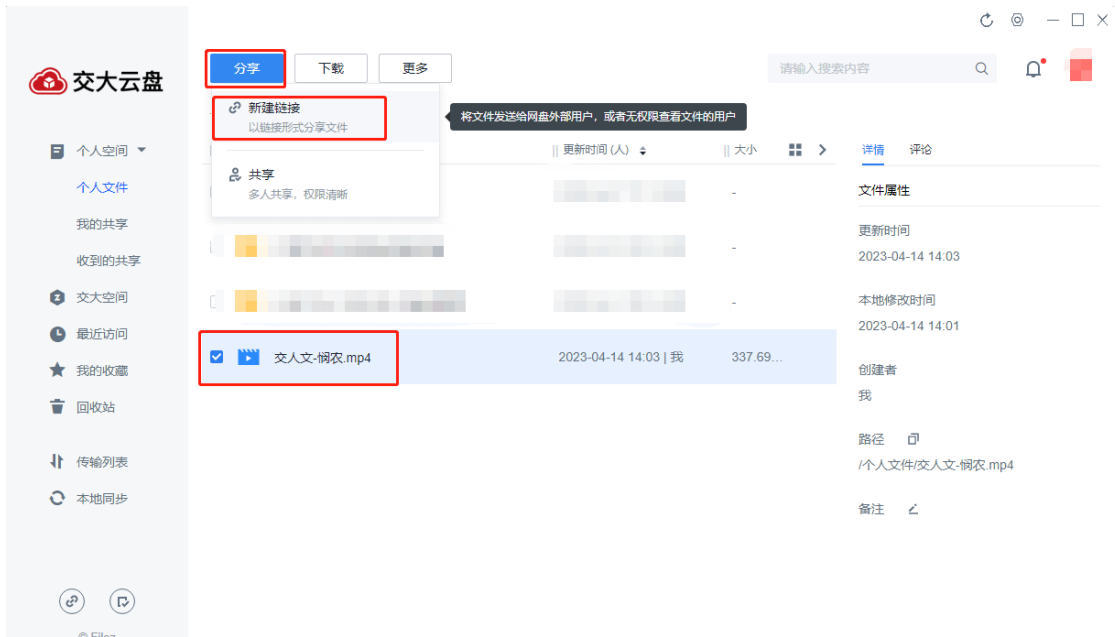 交大云盘
个人空间
个人文件
我的共享
收到的共享
交大空间
最近访问
我的收藏
回收站
传输列表
本地同步
© Filez
分享
下载
更多
请输入搜索内容
新建链接
以链接形式分享文件
将文件发送给网盘外部用户，或者无权限查看文件的用户
共享
多人共享，权限清晰
更新时间 (人)
大小
-
-
-
交人文-悯农.mp4
2023-04-14 14:03 | 我
337.69...
详情
评论
文件属性
更新时间
2023-04-14 14:03
本地修改时间
2023-04-14 14:01
创建者
我
路径
/个人文件/交人文-悯农.mp4
备注